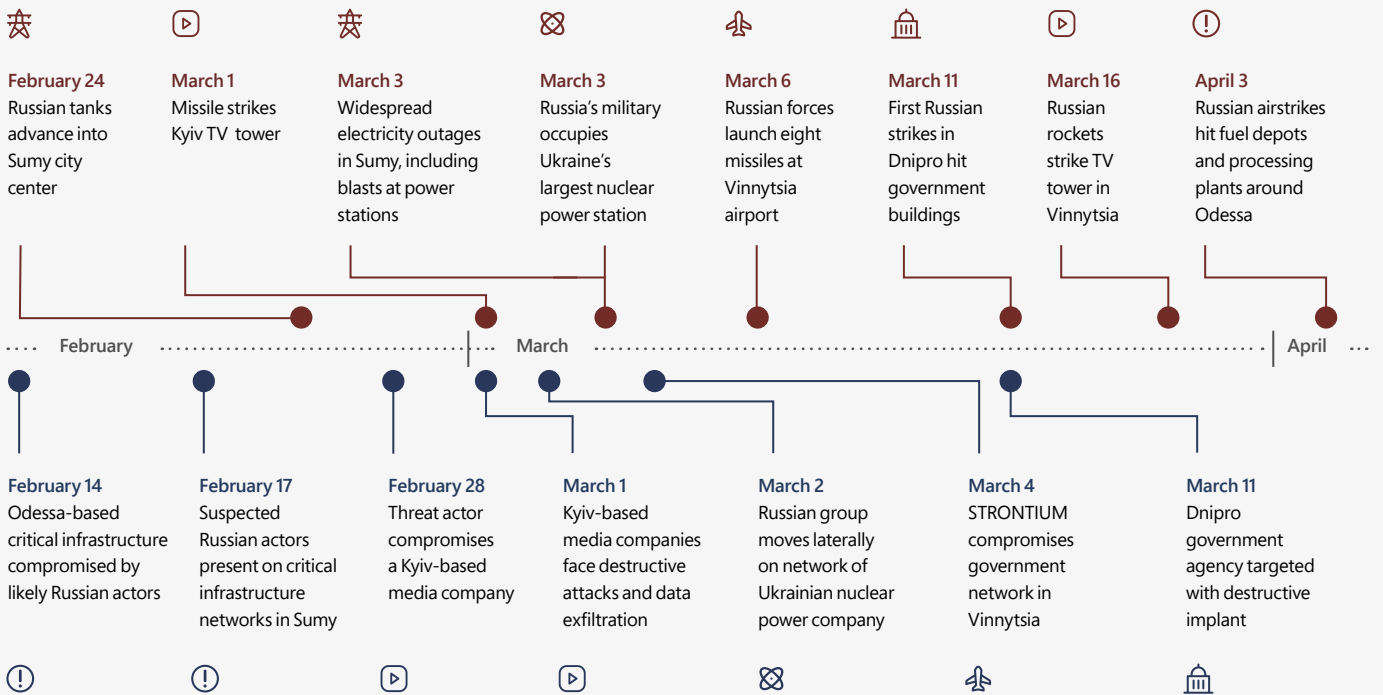 February 24
Russian tanks
advance into
Sumy city
center
March 1
Missile strikes
Kyiv TV tower
March 3
Widespread
electricity outages
in Sumy, including
blasts at power
stations
March 3
Russia's military
occupies
Ukraine's
largest nuclear
power station
March 6
Russian forces
launch eight
missiles at
Vinnytsia
airport
March 11
First Russian
strikes in
Dnipro hit
government
buildings
March 16
Russian
rockets
strike TV
tower in
Vinnytsia
April 3
Russian airstrikes
hit fuel depots
and processing
plants around
Odessa
February
March
April
February 14
Odessa-based
critical infrastructure
compromised by
likely Russian actors
February 17
Suspected
Russian actors
present on critical
infrastructure
networks in Sumy
February 28
Threat actor
compromises
a Kyiv-based
media company
March 1
Kyiv-based
media companies
face destructive
attacks and data
exfiltration
March 2
Russian group
moves laterally
on network of
Ukrainian nuclear
power company
March 4
STRONTIUM
compromises
government
network in
Vinnytsia
March 11
Dnipro
government
agency targeted
with destructive
implant